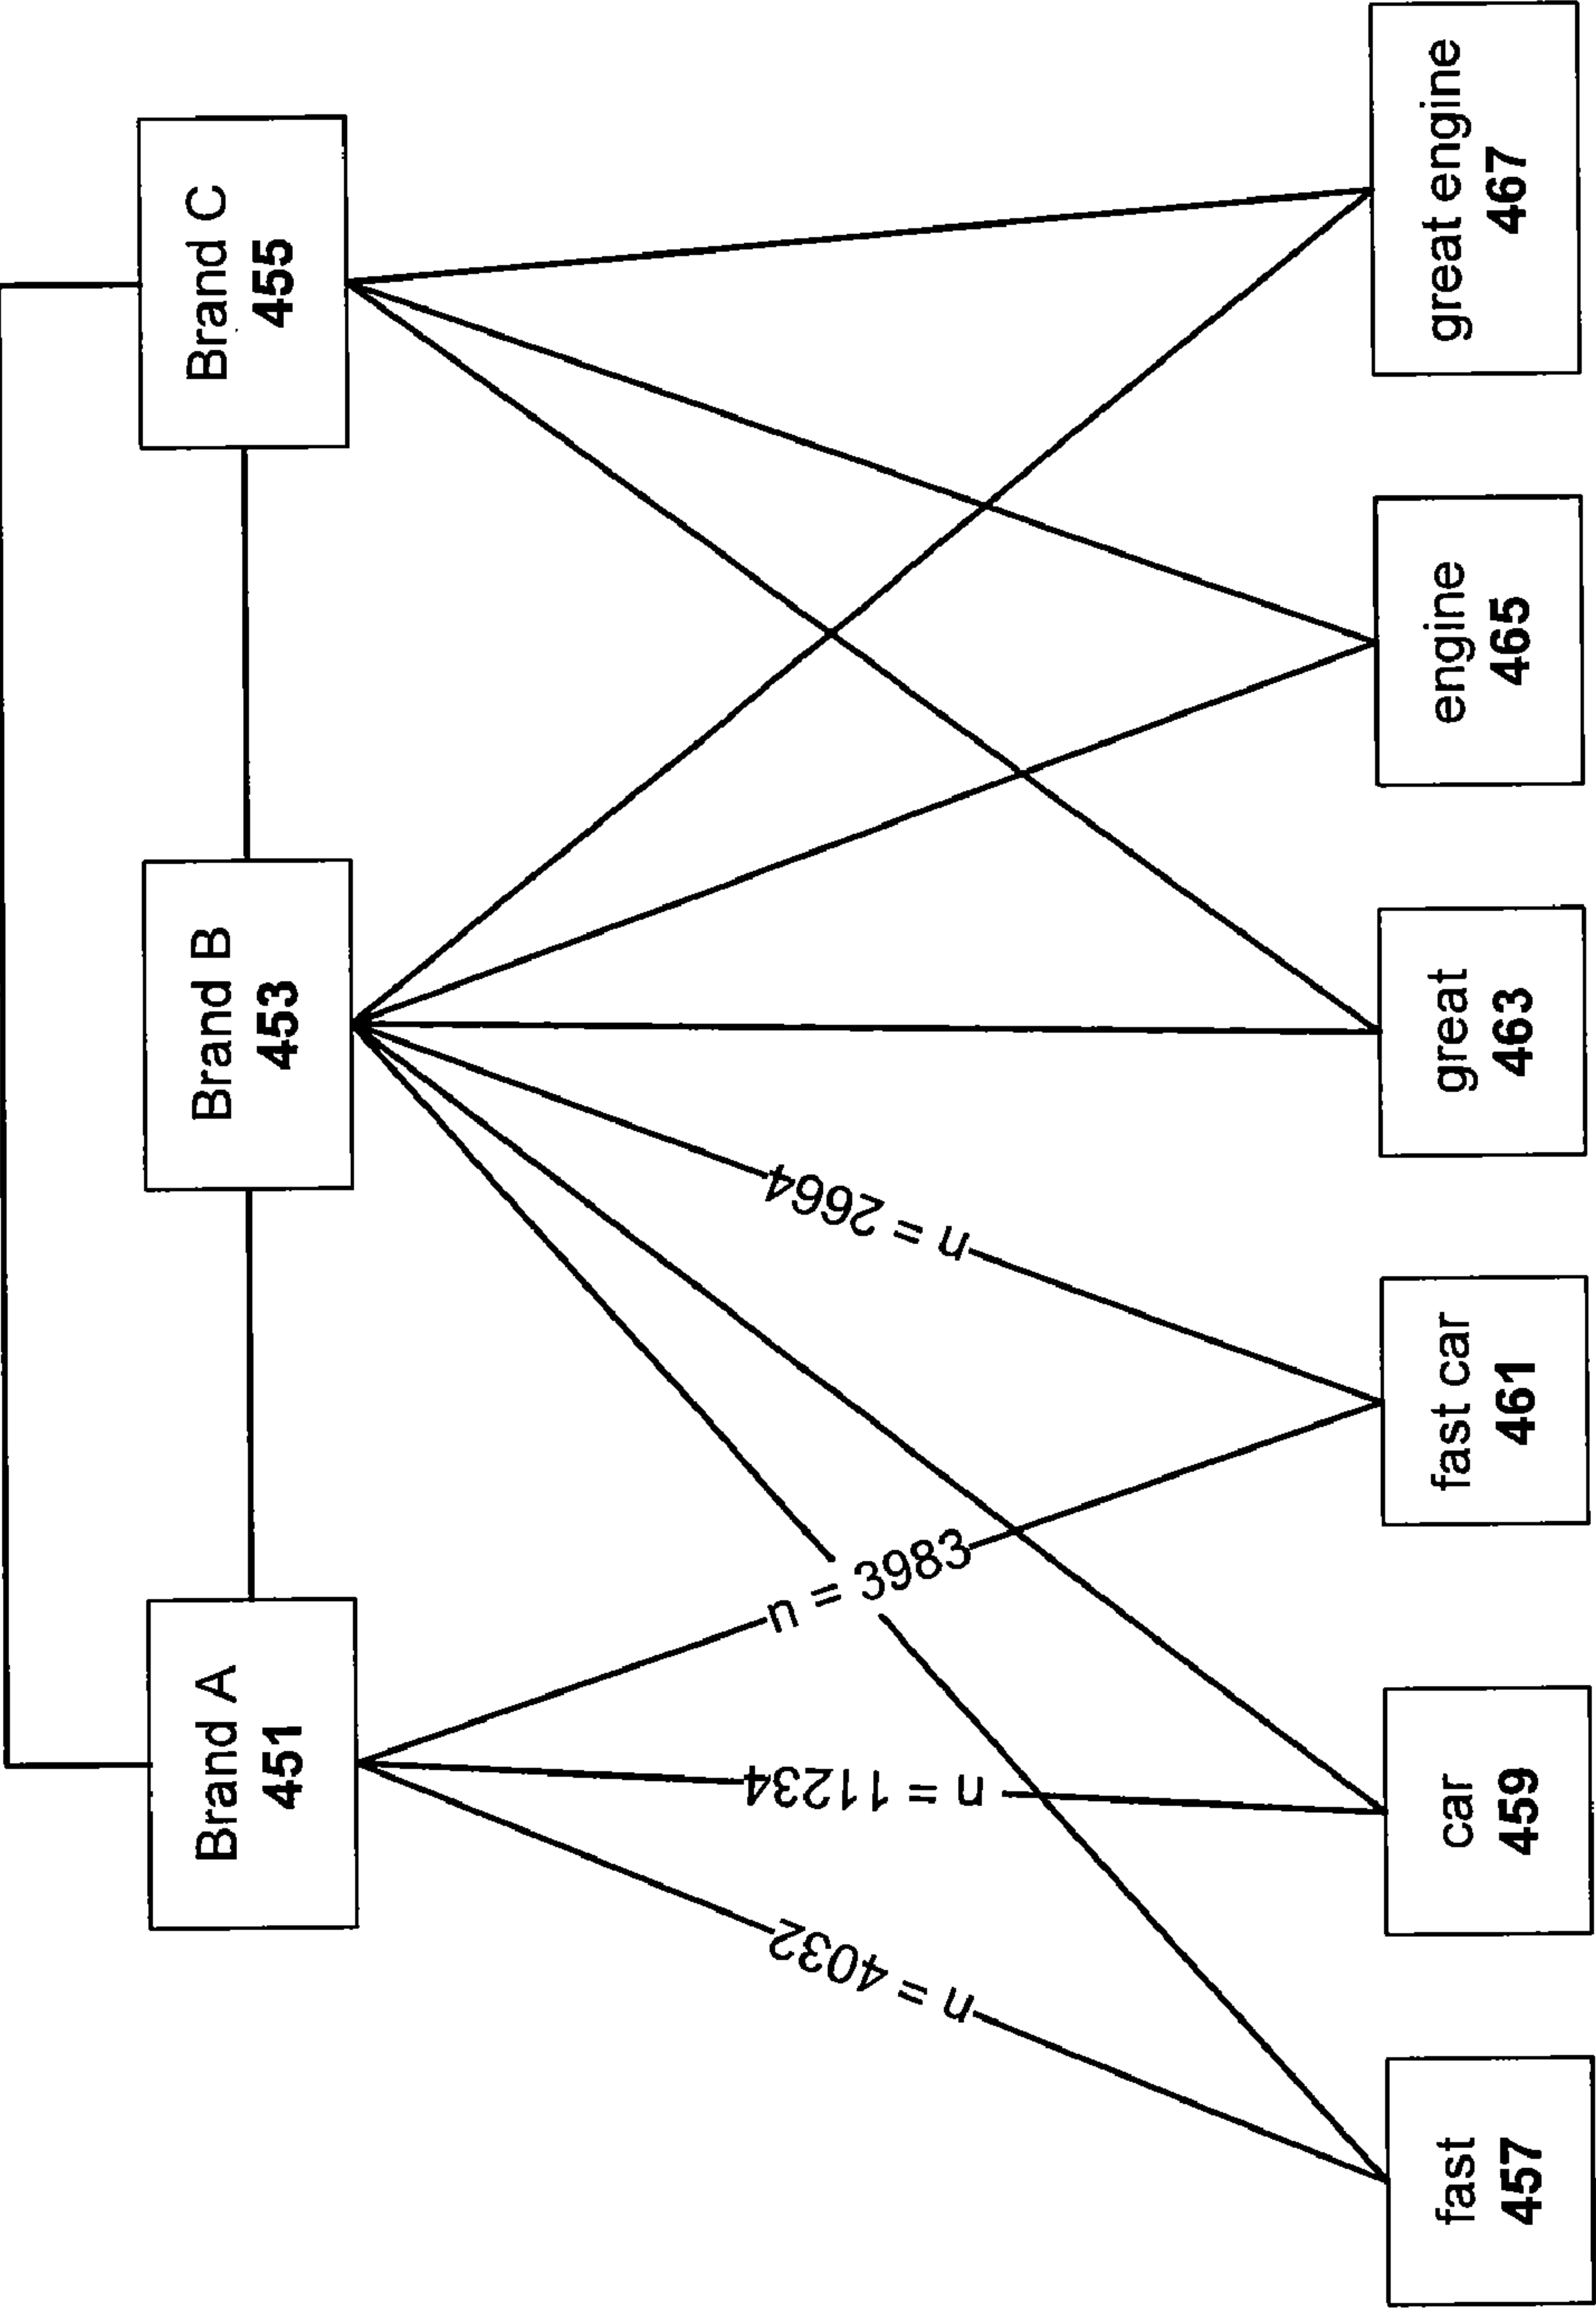 Brand A
451
Brand B
453
Brand C
455
n = 4032
n = 11234
n = 3983
n = 2664
fast
457
car
459
fast car
461
great
463
engine
465
great engine
467